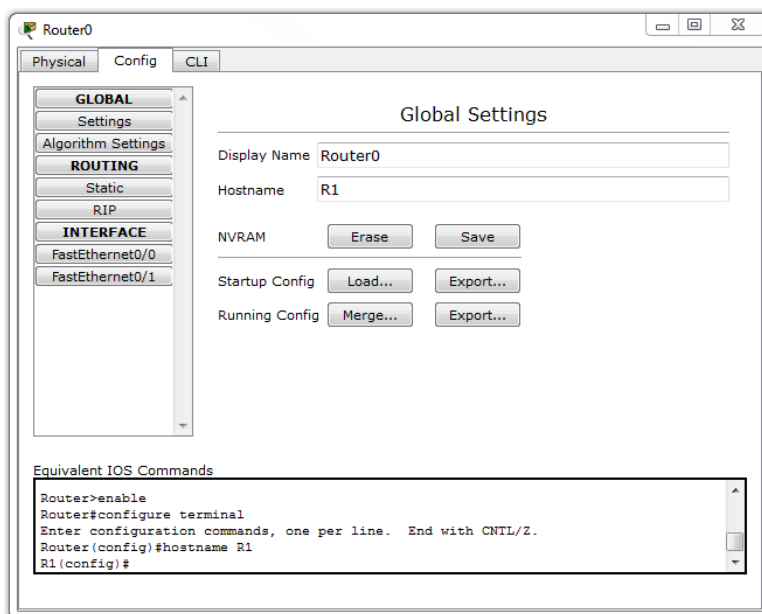 Router0
Physical Config CLI
GLOBAL
Settings
Algorithm Settings
ROUTING
Static
RIP
INTERFACE
FastEthernet0/0
FastEthernet0/1
Global Settings
Display Name Router0
Hostname R1
NVRAM Erase Save
Startup Config Load... Export...
Running Config Merge... Export...
Equivalent IOS Commands
Router>enable
Router#configure terminal
Enter configuration commands, one per line.  End with CNTL/Z.
Router(config)#hostname R1
R1(config)#